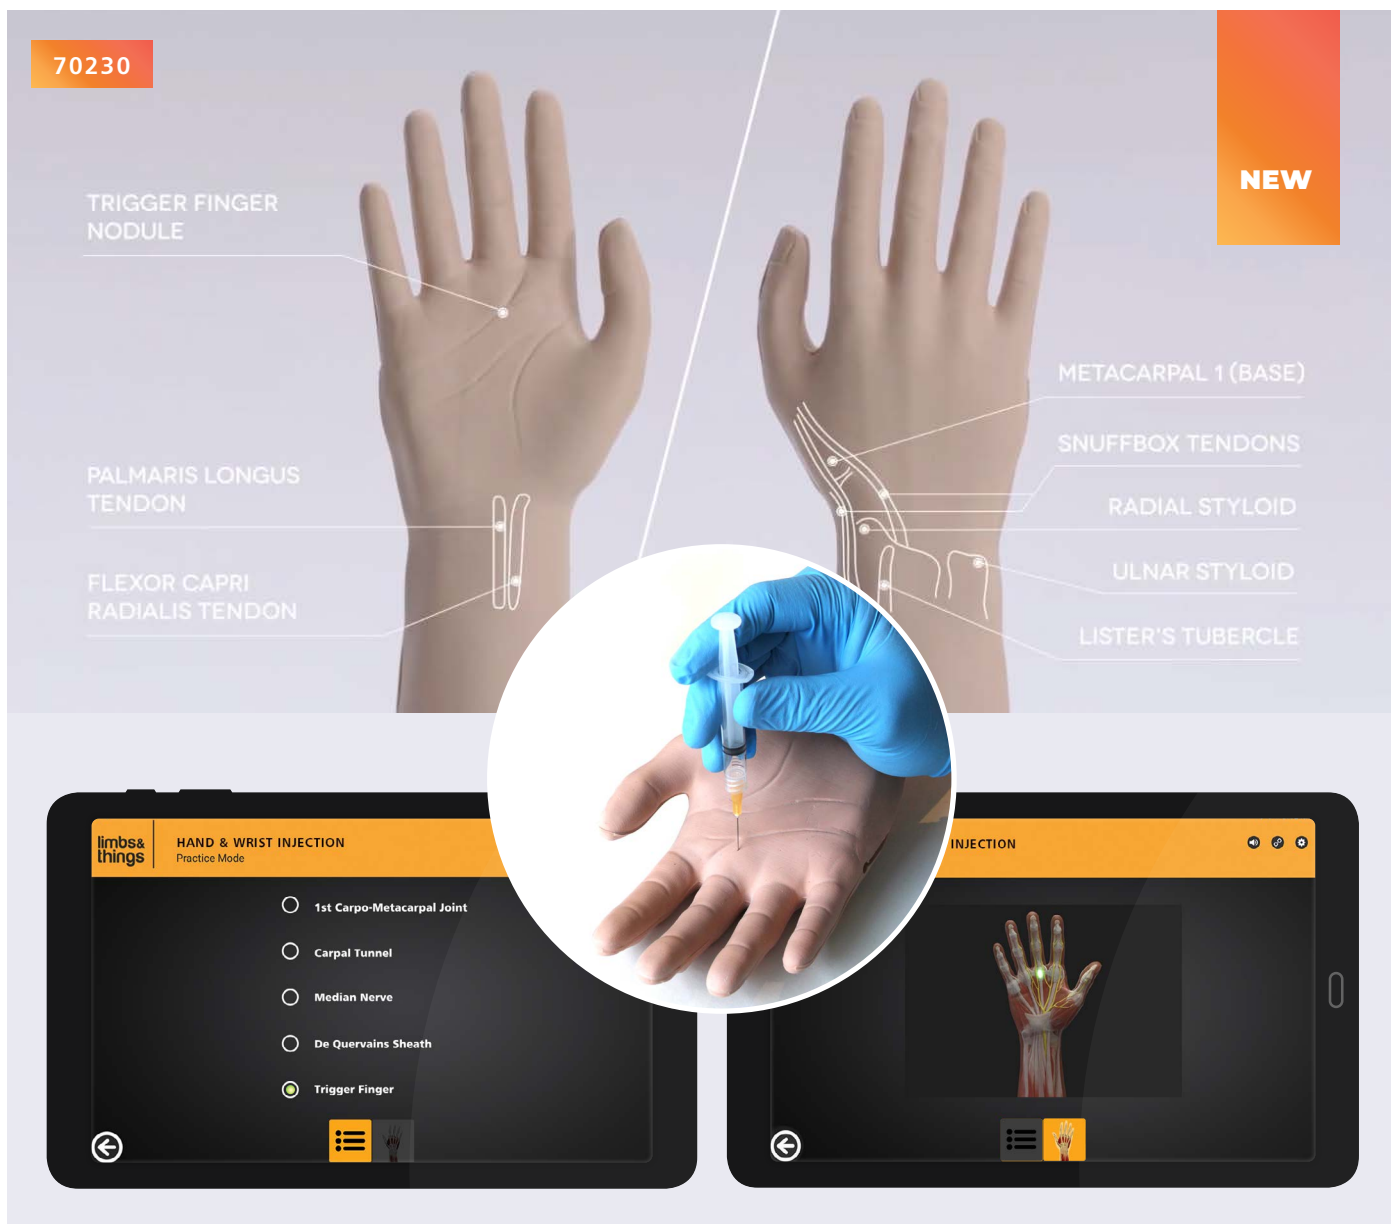 70230
NEW
TRIGGER FINGER
NODULE
PALMARIS LONGUS
TENDON
FLEXOR CAPRI
RADIALIS TENDON
METACARPAL 1 (BASE)
SNUFFBOX TENDONS
RADIAL STYLOID
ULNAR STYLOID
LISTER'S TUBERCLE
limbs&
things
HAND & WRIST INJECTION
Practice Mode
1st Carpo-Metacarpal Joint
Carpal Tunnel
Median Nerve
De Quervains Sheath
Trigger Finger
INJECTION